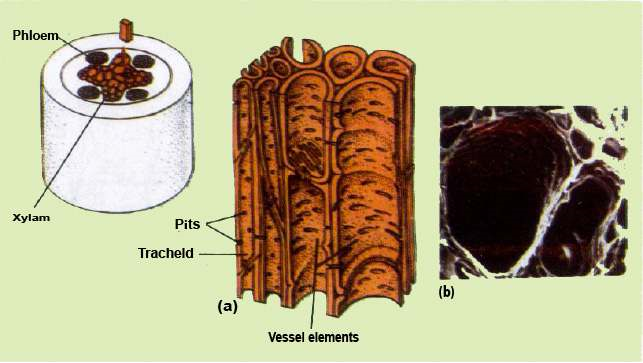 Phloem
Xylam
Pits
Tracheld
(a)
Vessel elements
(b)